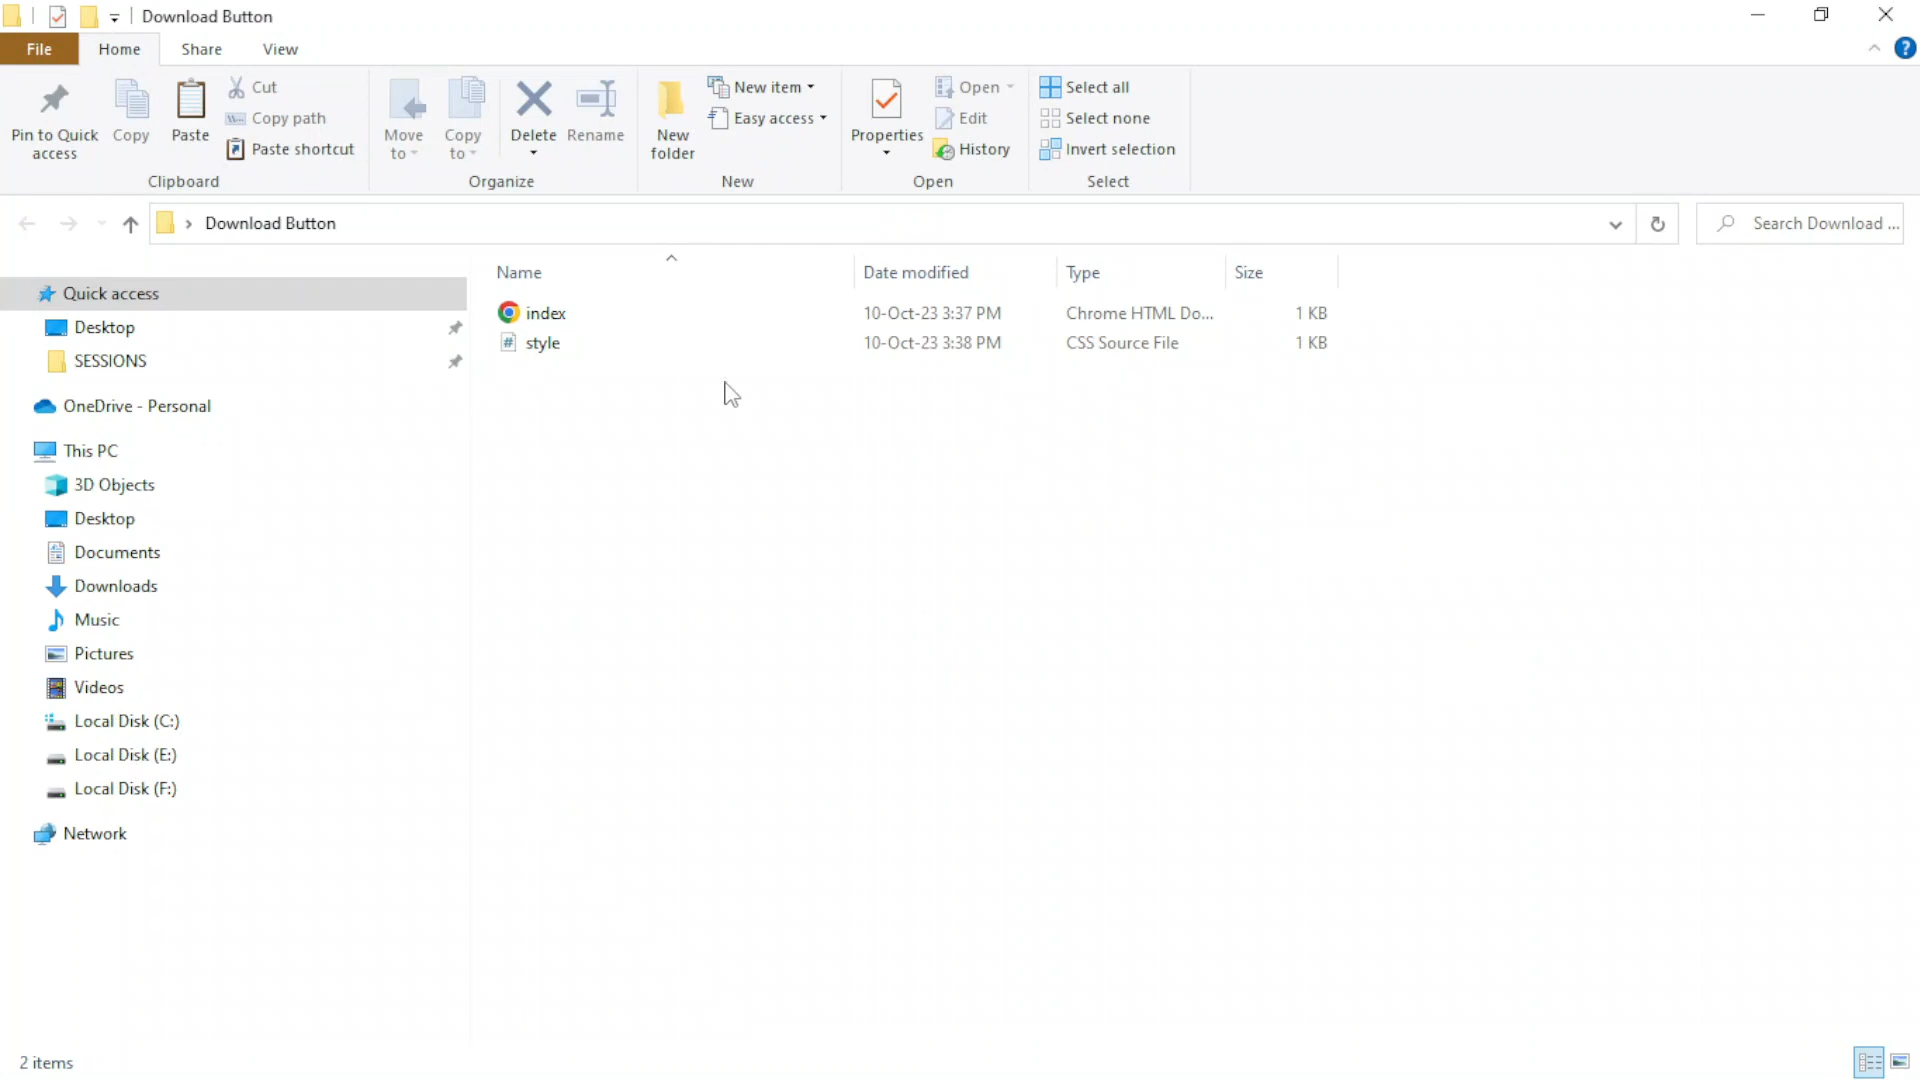 Download Button
File Home Share View
Pin to Quick access
Copy
Paste
Cut
Copy path
Paste shortcut
Clipboard
Move to
Copy to
Delete
Rename
Organize
New folder
New item
Easy access
New
Properties
Open
Edit
History
Open
Select all
Select none
Invert selection
Select
Download Button
Search Download ...
Name Date modified Type Size
index 10-Oct-23 3:37 PM Chrome HTML Do... 1 KB
style 10-Oct-23 3:38 PM CSS Source File 1 KB
Quick access
Desktop
SESSIONS
OneDrive - Personal
This PC
3D Objects
Desktop
Documents
Downloads
Music
Pictures
Videos
Local Disk (C:)
Local Disk (E:)
Local Disk (F:)
Network
2 items